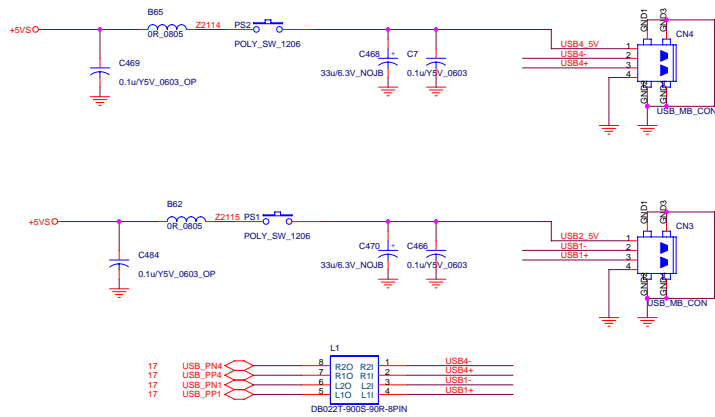 B65
0R_0805
Z2114
PS2
POLY_SW_1206
+5VS
C469
0.1u/Y5V_0603_OP
C468
+
33u/6.3V_NOJB
C7
0.1u/Y5V_0603
USB4_5V
USB4-
USB4+
1
2
3
4
GND1
GND3
CN4
USB_MB_CON
B62
0R_0805
Z2115
PS1
POLY_SW_1206
+5VS
C484
0.1u/Y5V_0603_OP
C470
+
33u/6.3V_NOJB
C466
0.1u/Y5V_0603
USB2_5V
USB1-
USB1+
1
2
3
4
GND1
GND3
CN3
USB_MB_CON
L1
17 USB_PN4 8 R2O R2I 1 USB4-
17 USB_PP4 7 R1O R1I 2 USB4+
17 USB_PN1 6 L2O L2I 3 USB1-
17 USB_PP1 5 L1O L1I 4 USB1+
DB022T-900S-90R-8PIN